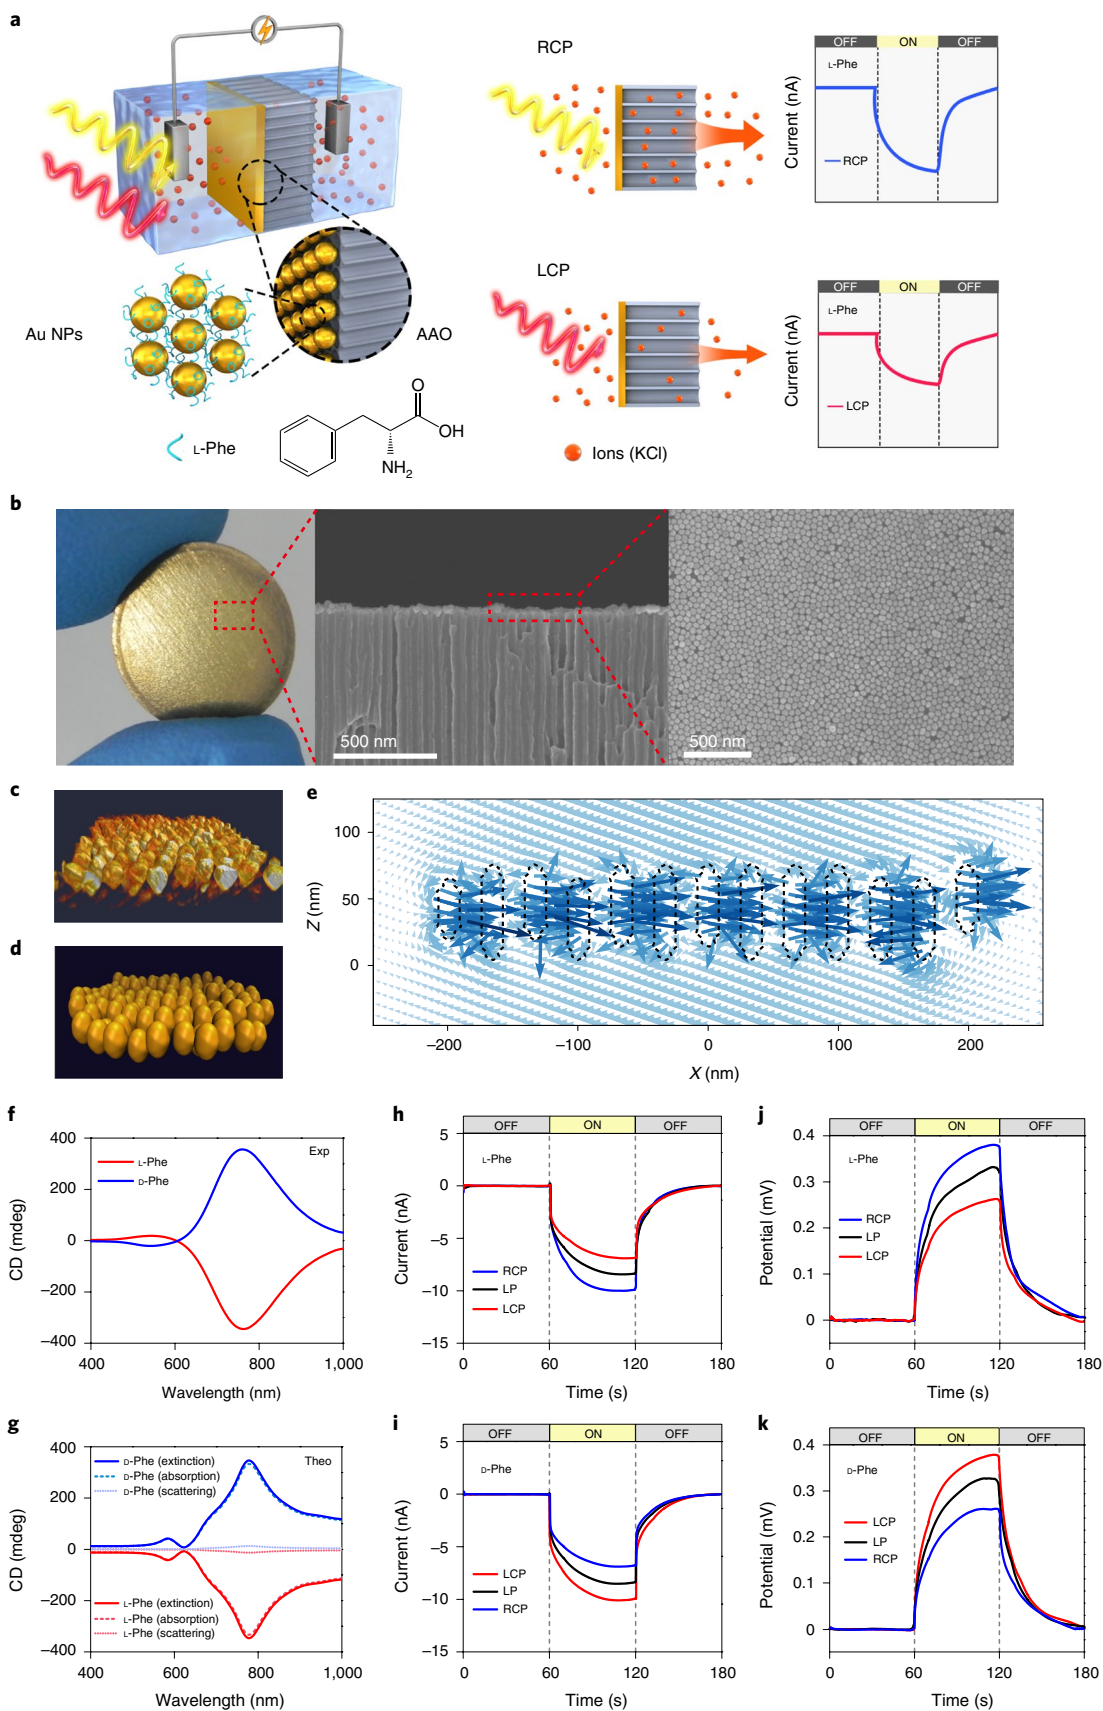 a
RCP
OFF ON OFF
L-Phe
Current (nA)
RCP
LCP
OFF ON OFF
L-Phe
Current (nA)
LCP
Au NPs
AAO
L-Phe
O
OH
NH2
Ions (KCl)
b
500 nm
500 nm
c
d
e
100
50
0
Z (nm)
−200 −100 0 100 200
X (nm)
f
400
200
0
−200
−400
CD (mdeg)
Exp
L-Phe
D-Phe
400 600 800 1,000
Wavelength (nm)
g
400
200
0
−200
−400
CD (mdeg)
Theo
D-Phe (extinction)
D-Phe (absorption)
D-Phe (scattering)
L-Phe (extinction)
L-Phe (absorption)
L-Phe (scattering)
400 600 800 1,000
Wavelength (nm)
h
OFF ON OFF
5
0
−5
−10
−15
Current (nA)
L-Phe
RCP
LP
LCP
0 60 120 180
Time (s)
i
OFF ON OFF
5
0
−5
−10
−15
Current (nA)
D-Phe
LCP
LP
RCP
0 60 120 180
Time (s)
j
OFF ON OFF
0.4
0.3
0.2
0.1
0
Potential (mV)
L-Phe
RCP
LP
LCP
0 60 120 180
Time (s)
k
OFF ON OFF
0.4
0.3
0.2
0.1
0
Potential (mV)
D-Phe
LCP
LP
RCP
0 60 120 180
Time (s)